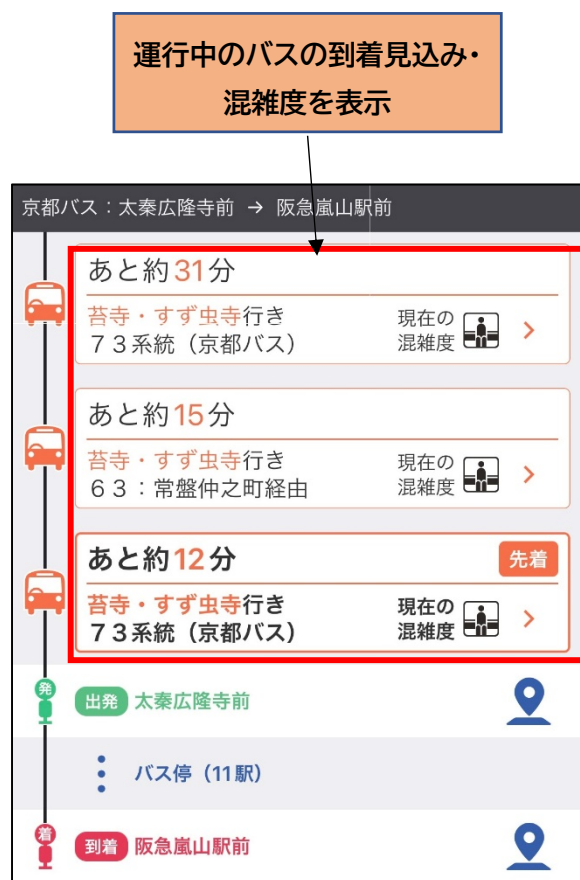 運行中のバスの到着見込み・
混雑度を表示
京都バス：太秦広隆寺前 → 阪急嵐山駅前
あと約31分
苔寺・すず虫寺行き
７３系統（京都バス）
現在の
混雑度
あと約15分
苔寺・すず虫寺行き
６３：常盤仲之町経由
現在の
混雑度
あと約12分
先着
苔寺・すず虫寺行き
７３系統（京都バス）
現在の
混雑度
発
出発 太秦広隆寺前
バス停（11駅）
着
到着 阪急嵐山駅前